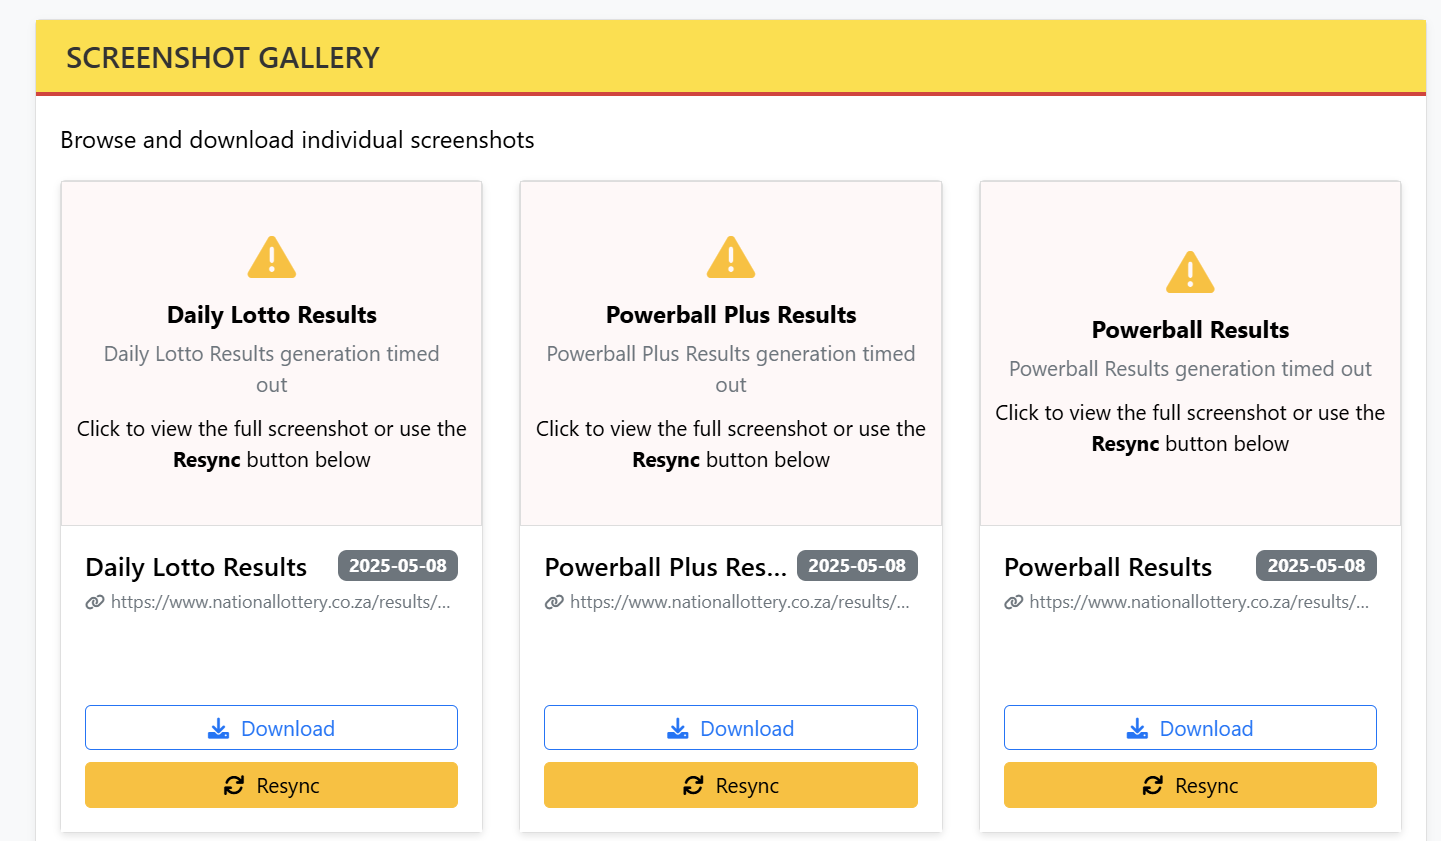 SCREENSHOT GALLERY
Browse and download individual screenshots
Daily Lotto Results
Daily Lotto Results generation timed
out
Click to view the full screenshot or use the
Resync button below
Daily Lotto Results
2025-05-08
https://www.nationallottery.co.za/results/...
Download
Resync
Powerball Plus Results
Powerball Plus Results generation timed
out
Click to view the full screenshot or use the
Resync button below
Powerball Plus Res...
2025-05-08
https://www.nationallottery.co.za/results/...
Download
Resync
Powerball Results
Powerball Results generation timed out
Click to view the full screenshot or use the
Resync button below
Powerball Results
2025-05-08
https://www.nationallottery.co.za/results/...
Download
Resync